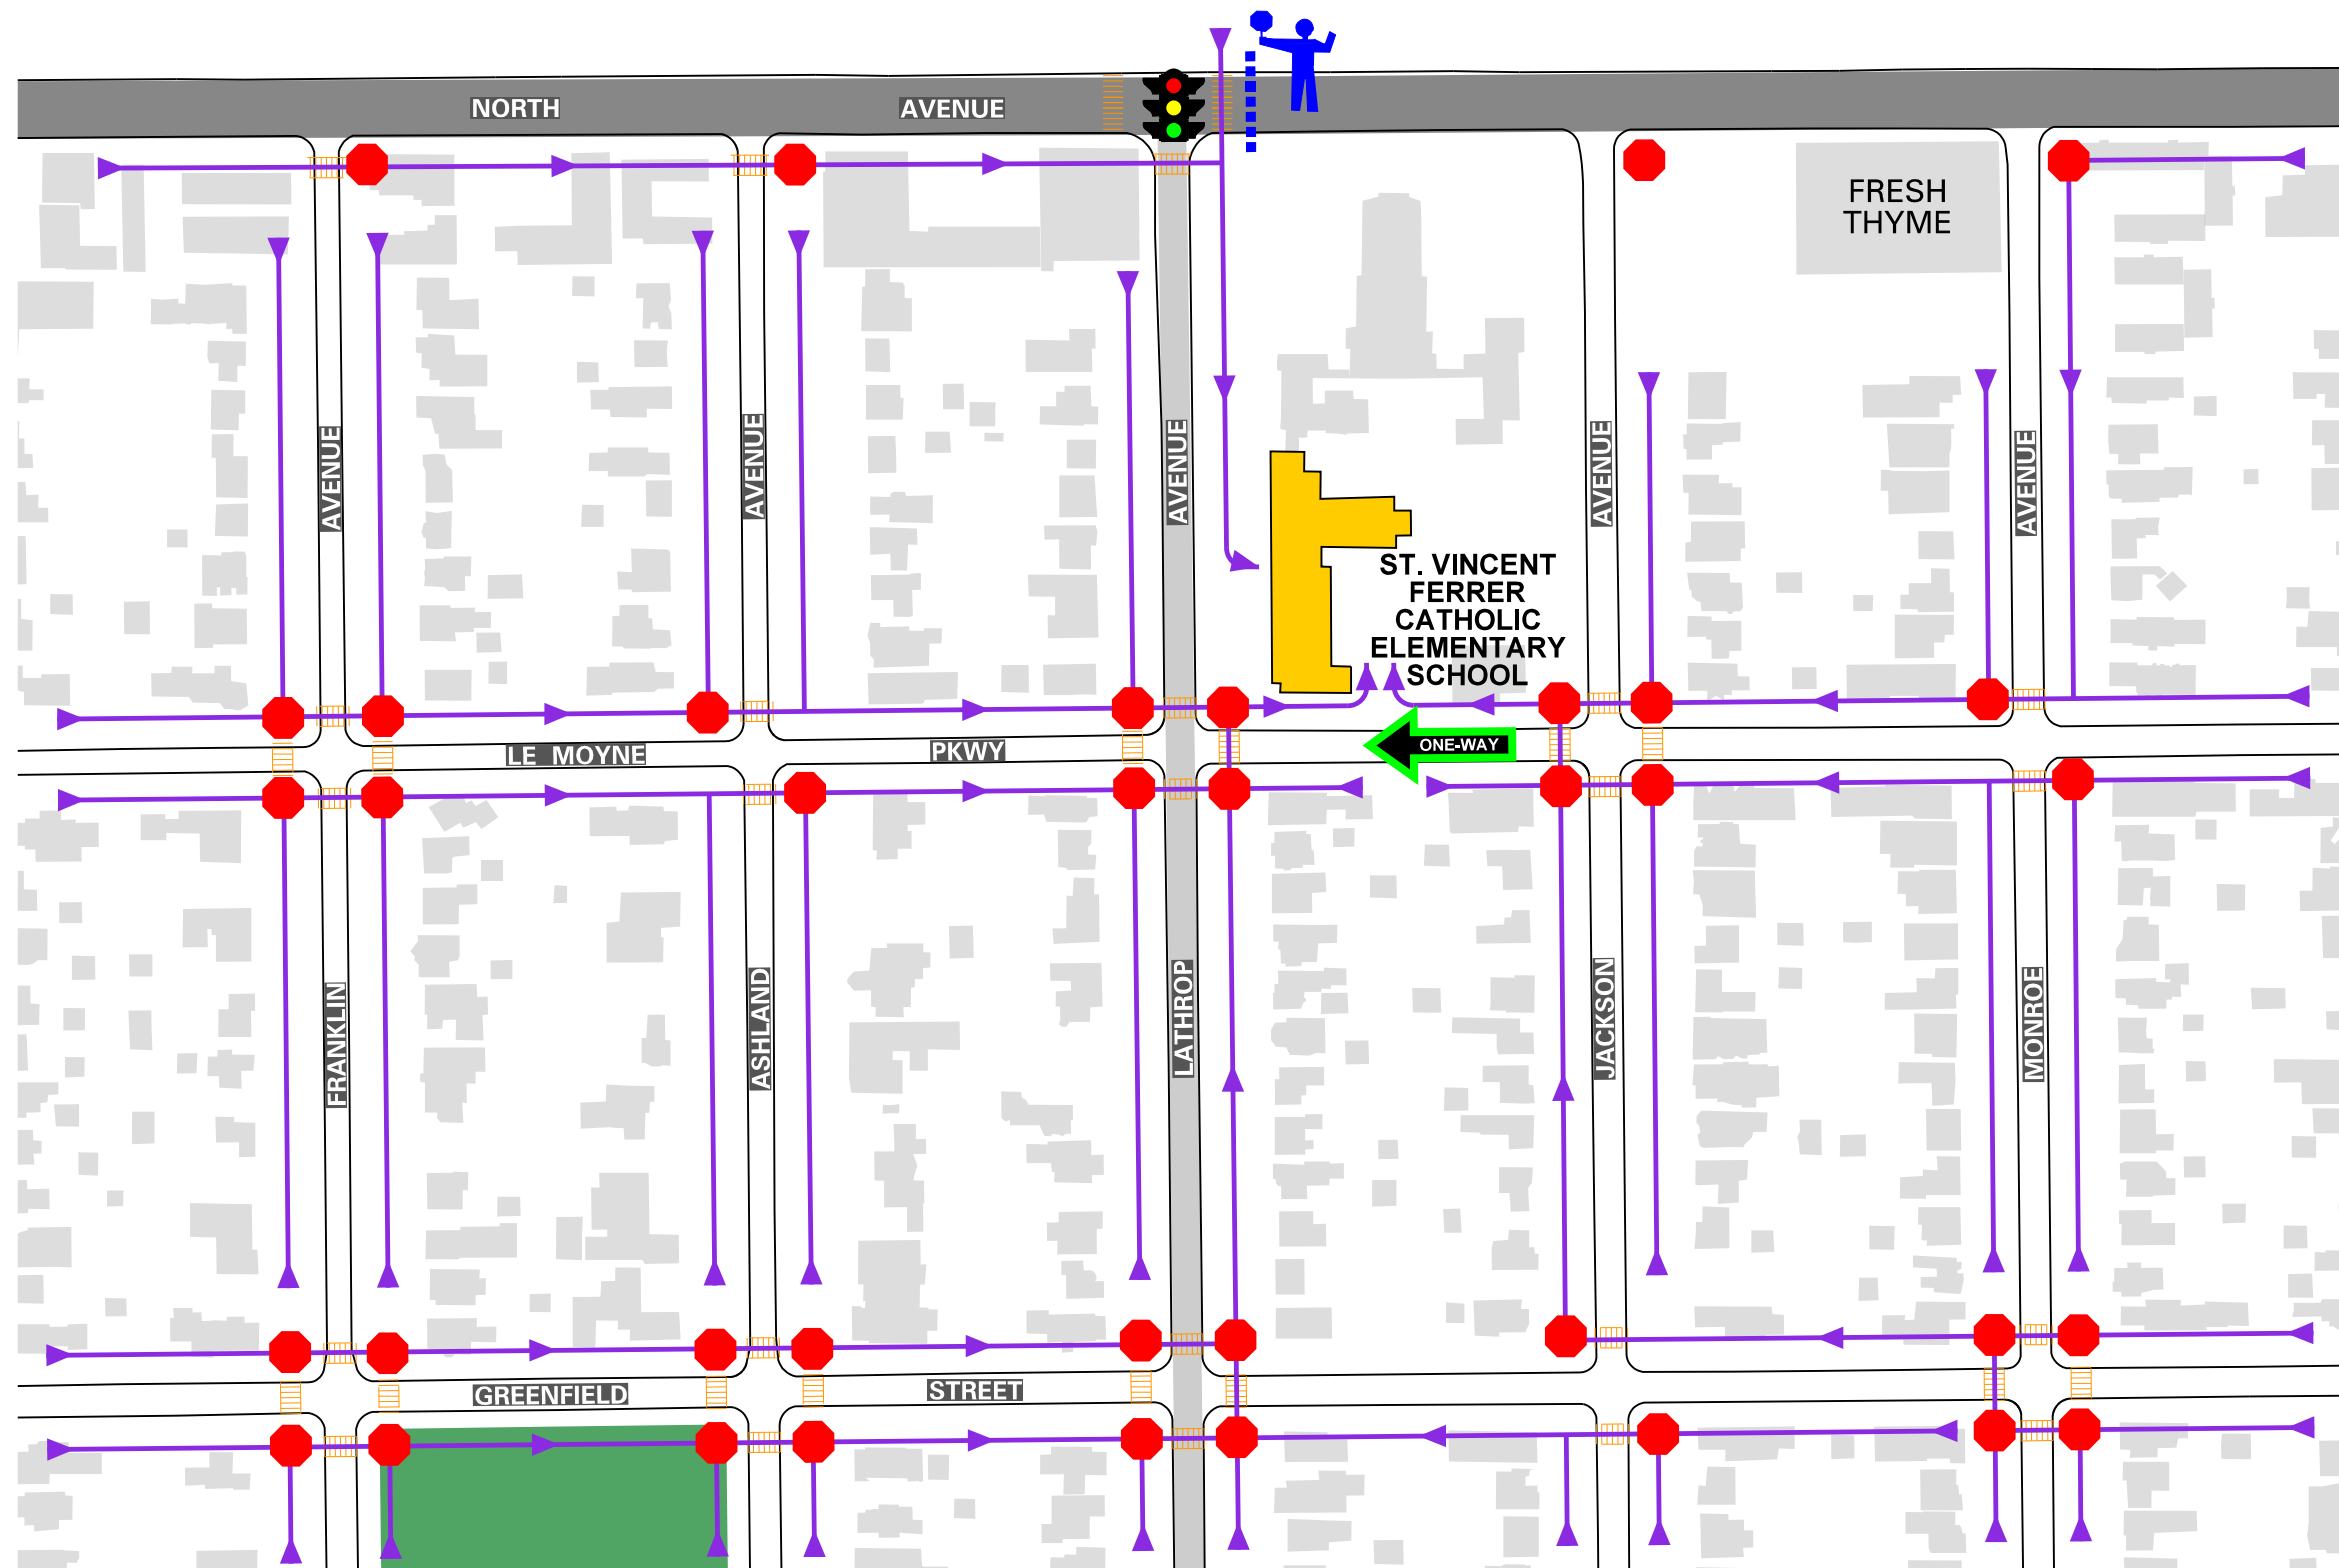 NORTH AVENUE
FRESH
THYME
AVENUE
AVENUE
AVENUE
AVENUE
AVENUE
ST. VINCENT
FERRER
CATHOLIC
ELEMENTARY
SCHOOL
LE MOYNE PKWY
ONE-WAY
FRANKLIN
ASHLAND
LATHROP
JACKSON
MONROE
GREENFIELD STREET